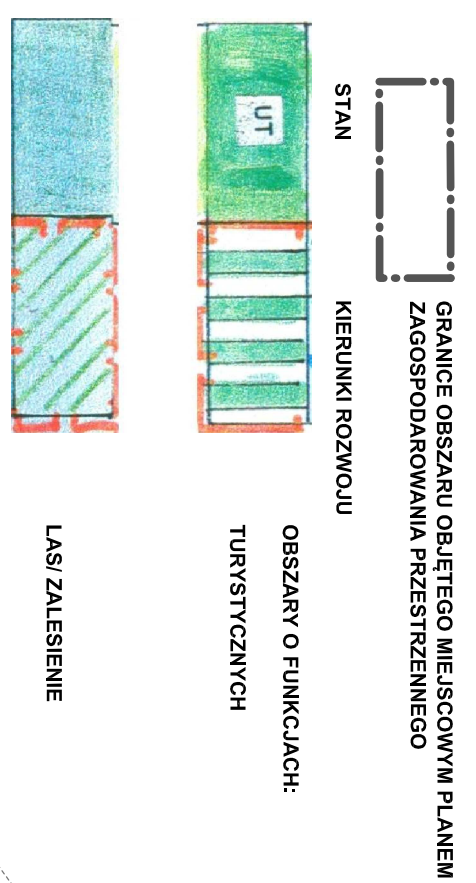 GRANICE OBSZARU OBJĘTEGO MIEJSCOWYM PLANEM
ZAGOSPODAROWANIA PRZESTRZENNEGO
STAN
KIERUNKI ROZWOJU
UT
OBSZARY O FUNKCJACH:
TURYSTYCZNYCH
LAS/ ZALESIENIE